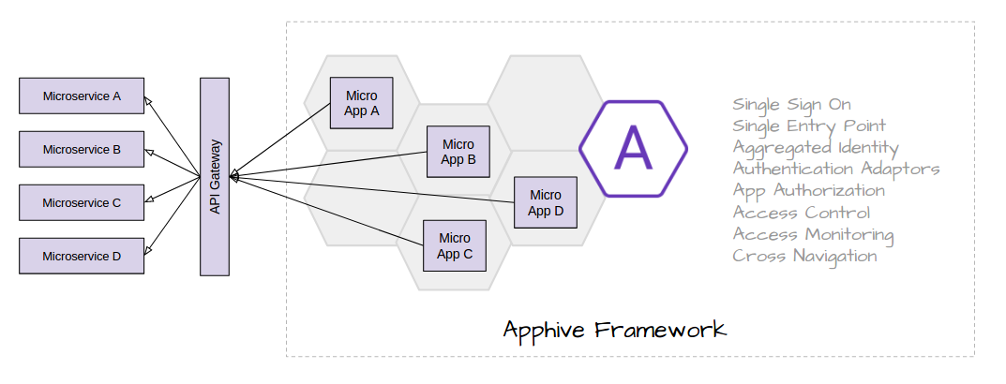 Microservice A
Microservice B
Microservice C
Microservice D
API Gateway
Micro
App A
Micro
App B
Micro
App D
Micro
App C
A
Single Sign On
Single Entry Point
Aggregated Identity
Authentication Adaptors
App Authorization
Access Control
Access Monitoring
Cross Navigation
Apphive Framework